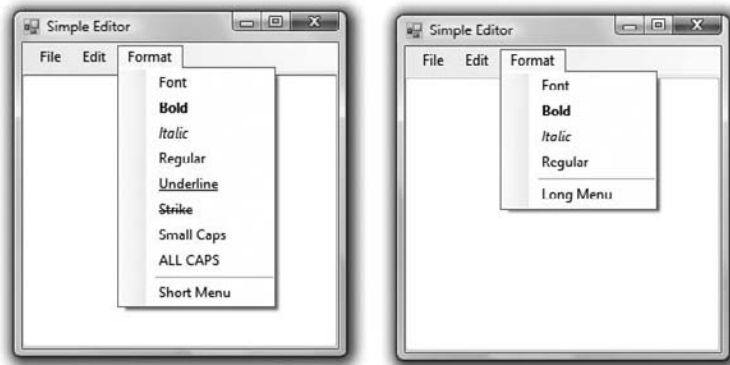 Simple Editor
File Edit Format
Font
Bold
Italic
Regular
Underline
Strike
Small Caps
ALL CAPS
Short Menu
Simple Editor
File Edit Format
Font
Bold
Italic
Regular
Long Menu